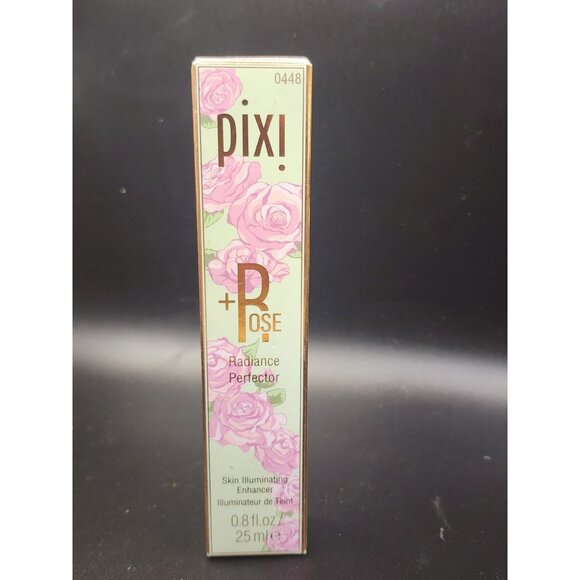 0448
pixi
+Rose
Radiance
Perfector
Skin Illuminating
Enhancer
Illuminateur de Teint
0.8 fl.oz /
25 ml e